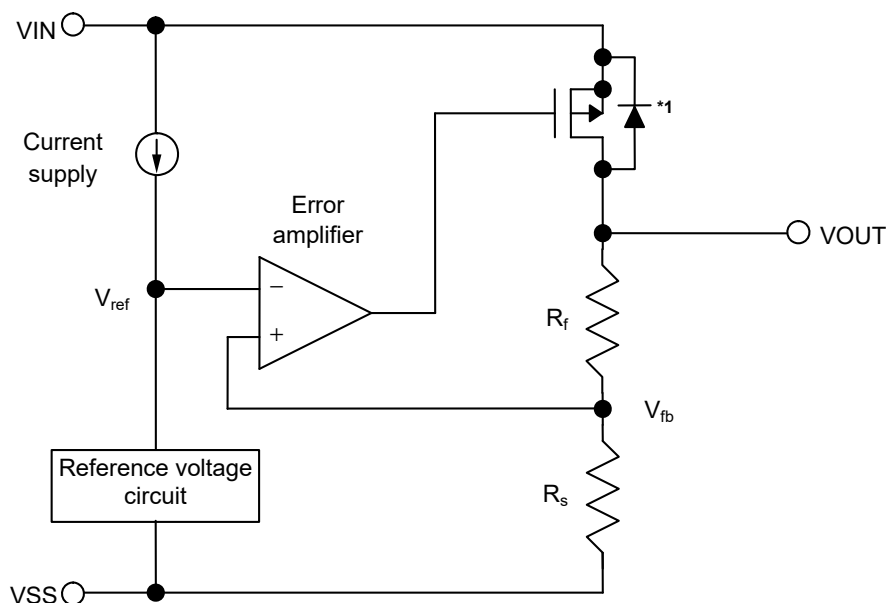 VIN
*1
Current
supply
Error
amplifier
VOUT
Vref
−
+
Rf
Vfb
Reference voltage
circuit
Rs
VSS